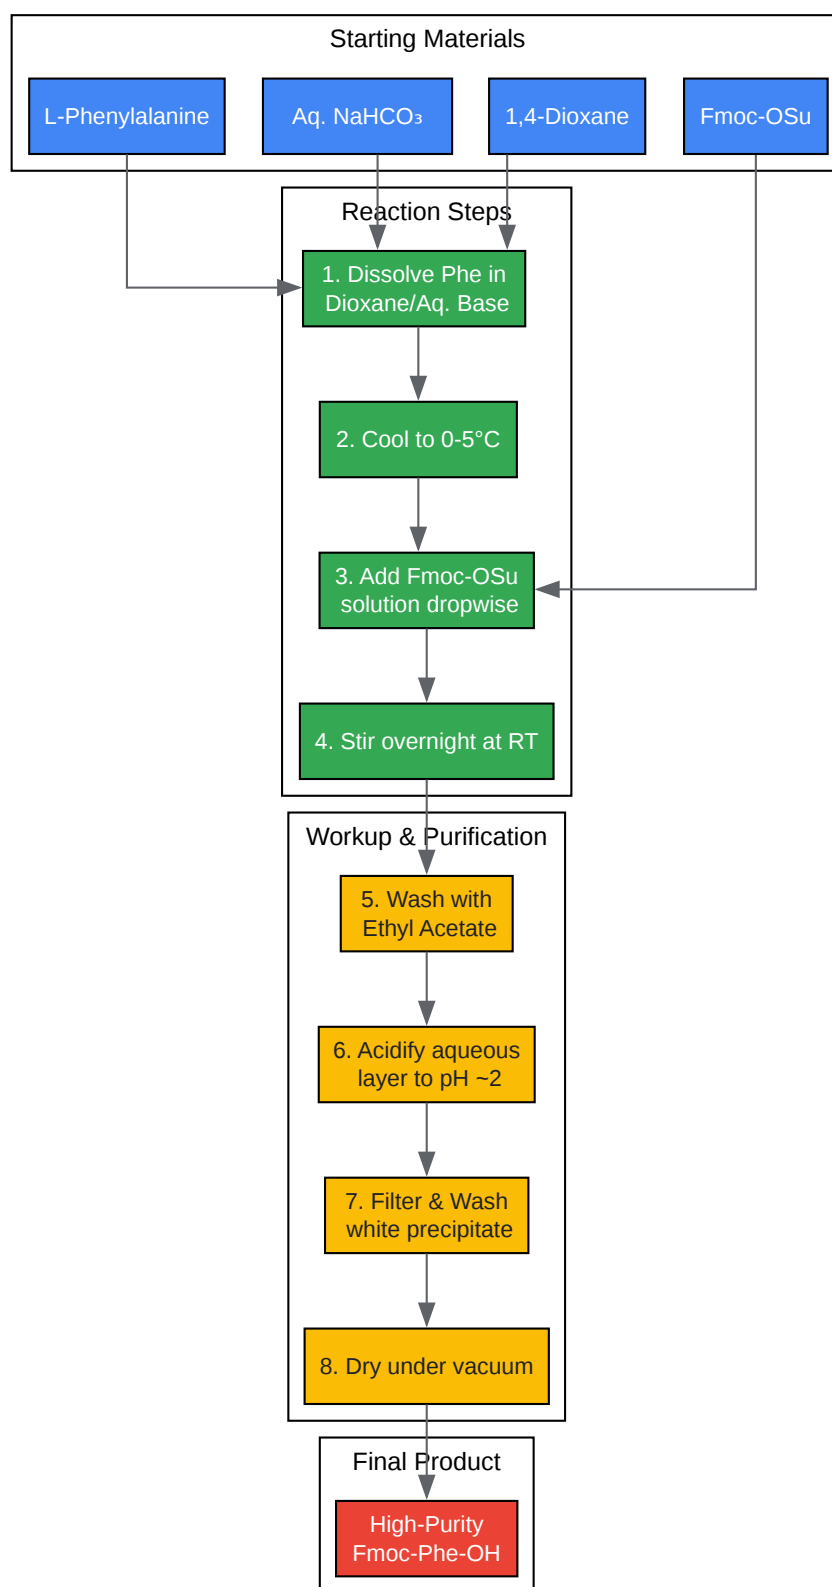 Starting Materials
L-Phenylalanine
Aq. NaHCO₃
1,4-Dioxane
Fmoc-OSu
Reaction Steps
1. Dissolve Phe in
Dioxane/Aq. Base
2. Cool to 0-5°C
3. Add Fmoc-OSu
solution dropwise
4. Stir overnight at RT
Workup & Purification
5. Wash with
Ethyl Acetate
6. Acidify aqueous
layer to pH ~2
7. Filter & Wash
white precipitate
8. Dry under vacuum
Final Product
High-Purity
Fmoc-Phe-OH